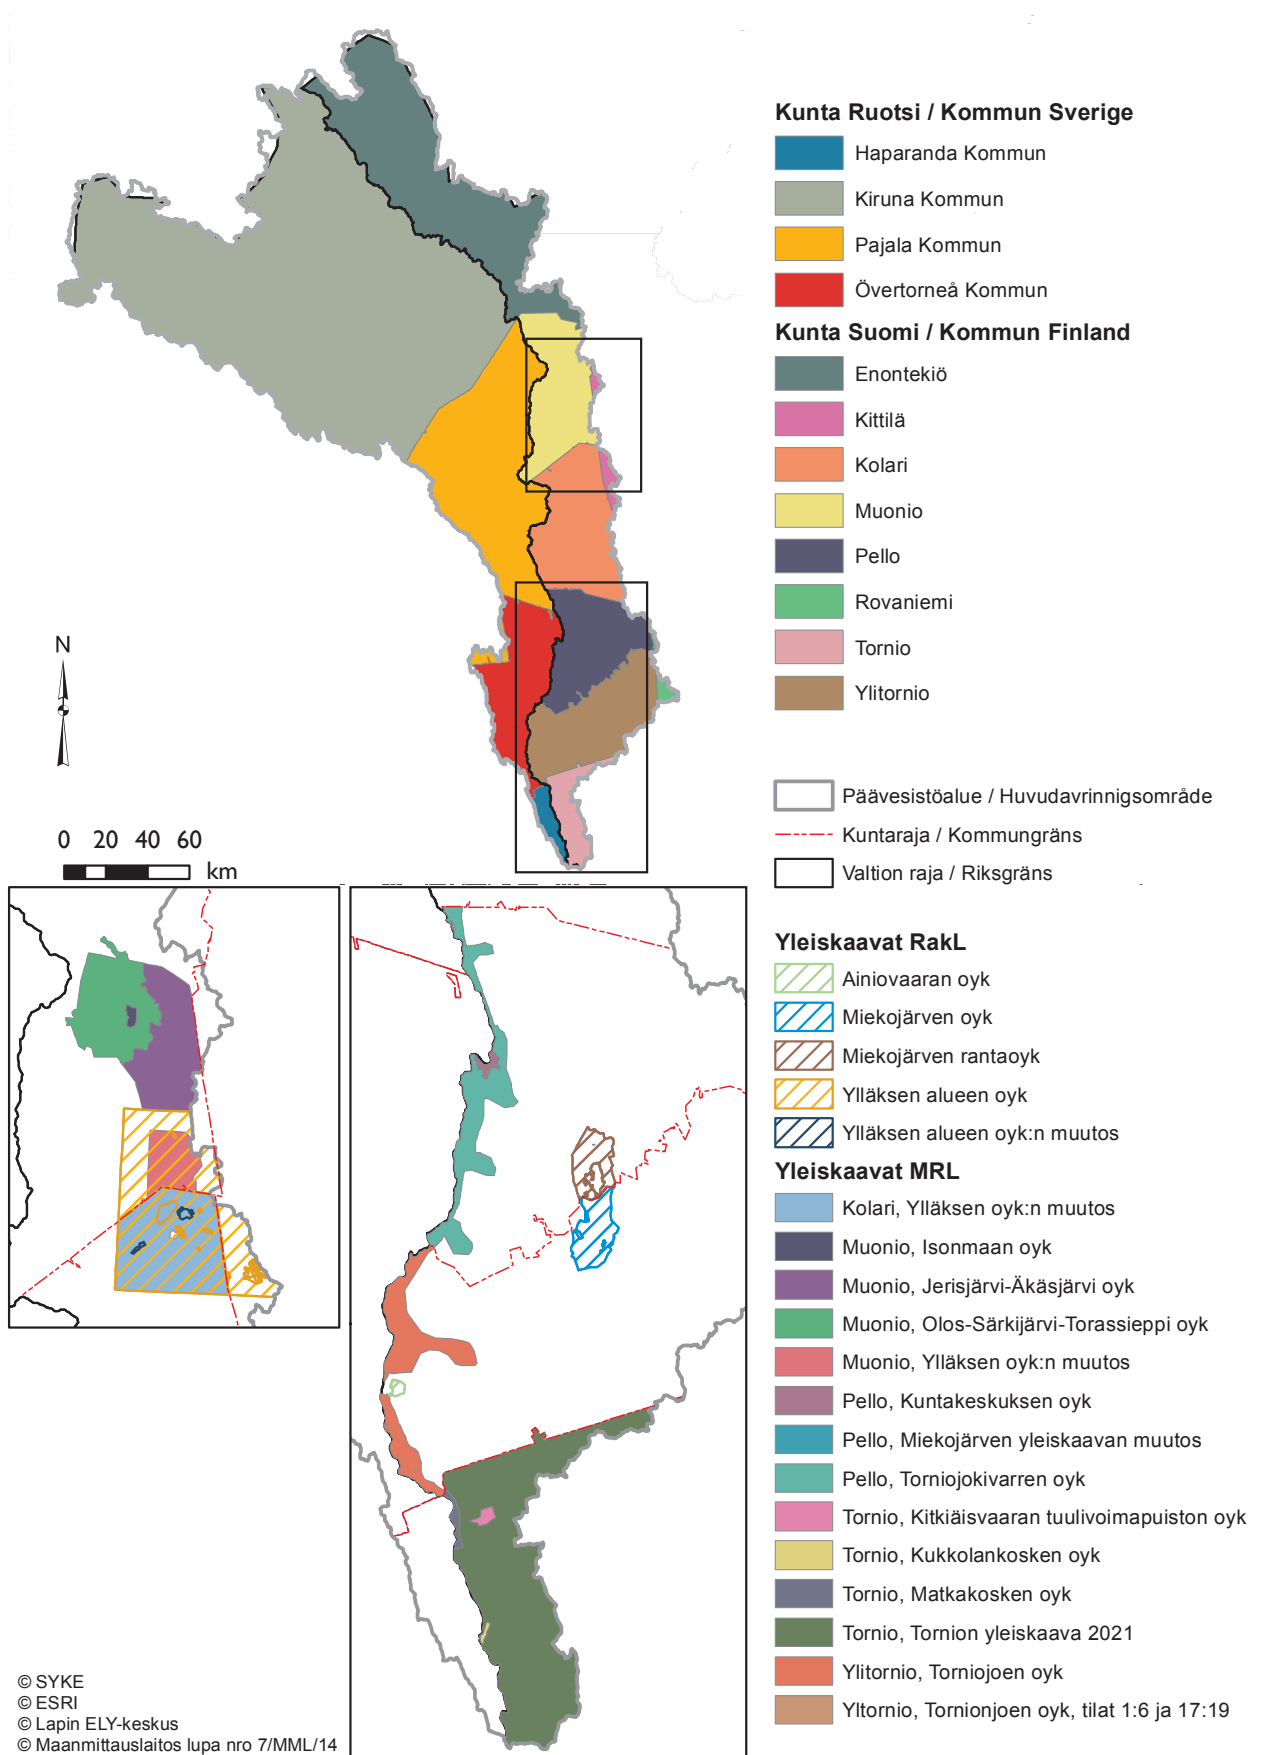 Kunta Ruotsi / Kommun Sverige
Haparanda Kommun
Kiruna Kommun
Pajala Kommun
Övertorneå Kommun
Kunta Suomi / Kommun Finland
Enontekiö
Kittilä
Kolari
Muonio
Pello
Rovaniemi
Tornio
Ylitornio
N
0 20 40 60
km
Päävesistöalue / Huvudavrinnigsområde
Kuntaraja / Kommungräns
Valtion raja / Riksgräns
Yleiskaavat RakL
Ainiovaaran oyk
Miekojärven oyk
Miekojärven rantaoyk
Ylläksen alueen oyk
Ylläksen alueen oyk:n muutos
Yleiskaavat MRL
Kolari, Ylläksen oyk:n muutos
Muonio, Isonmaan oyk
Muonio, Jerisjärvi-Äkäsjärvi oyk
Muonio, Olos-Särkijärvi-Torassieppi oyk
Muonio, Ylläksen oyk:n muutos
Pello, Kuntakeskuksen oyk
Pello, Miekojärven yleiskaavan muutos
Pello, Torniojokivarren oyk
Tornio, Kitkiäisvaaran tuulivoimapuiston oyk
Tornio, Kukkolankosken oyk
Tornio, Matkakosken oyk
Tornio, Tornion yleiskaava 2021
Ylitornio, Torniojoen oyk
Yltornio, Tornionjoen oyk, tilat 1:6 ja 17:19
© SYKE
© ESRI
© Lapin ELY-keskus
© Maanmittauslaitos lupa nro 7/MML/14